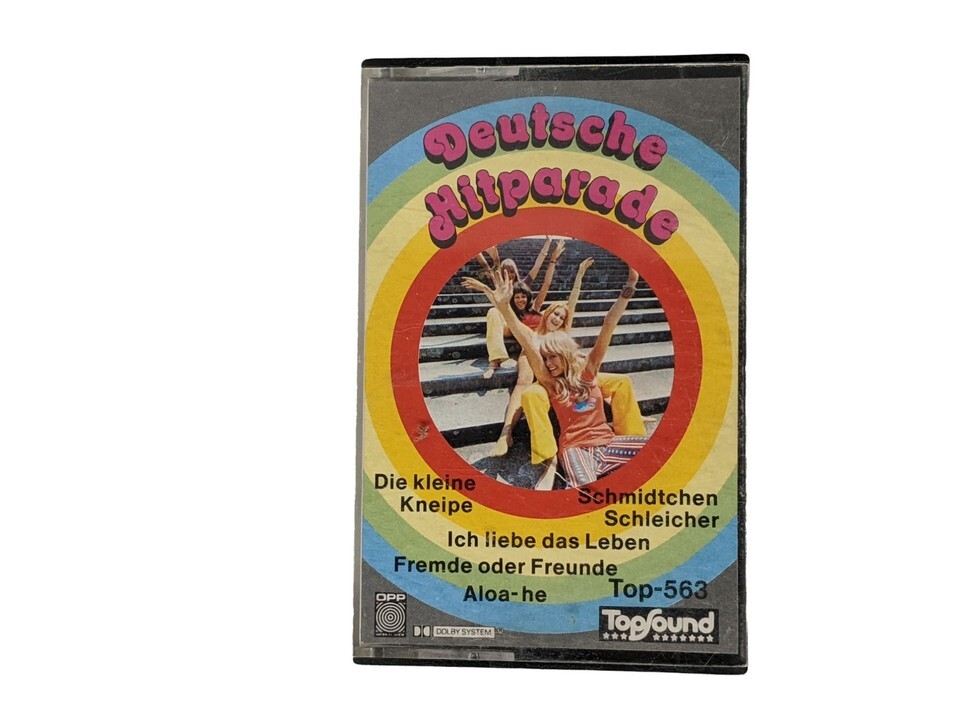 Deutsche
Hitparade
Die kleine
Kneipe
Schmidtchen
Schleicher
Ich liebe das Leben
Fremde oder Freunde
Aloa-he
Top-563
OPP
DOLBY SYSTEM
TopSound